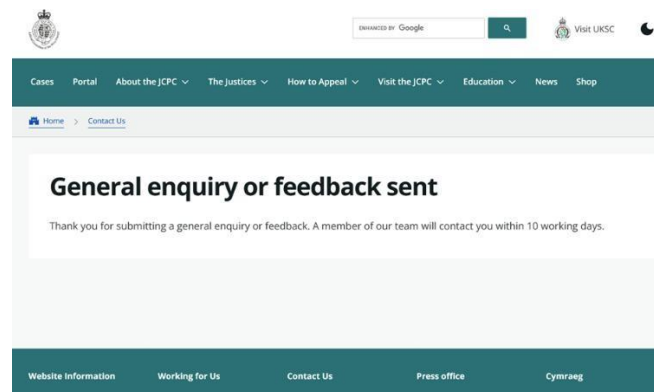 ENHANCED BY Google
Visit UKSC
Cases Portal About the JCPC The Justices How to Appeal Visit the JCPC Education News Shop
Home > Contact Us
General enquiry or feedback sent
Thank you for submitting a general enquiry or feedback. A member of our team will contact you within 10 working days.
Website Information Working for Us Contact Us Press office Cymraeg